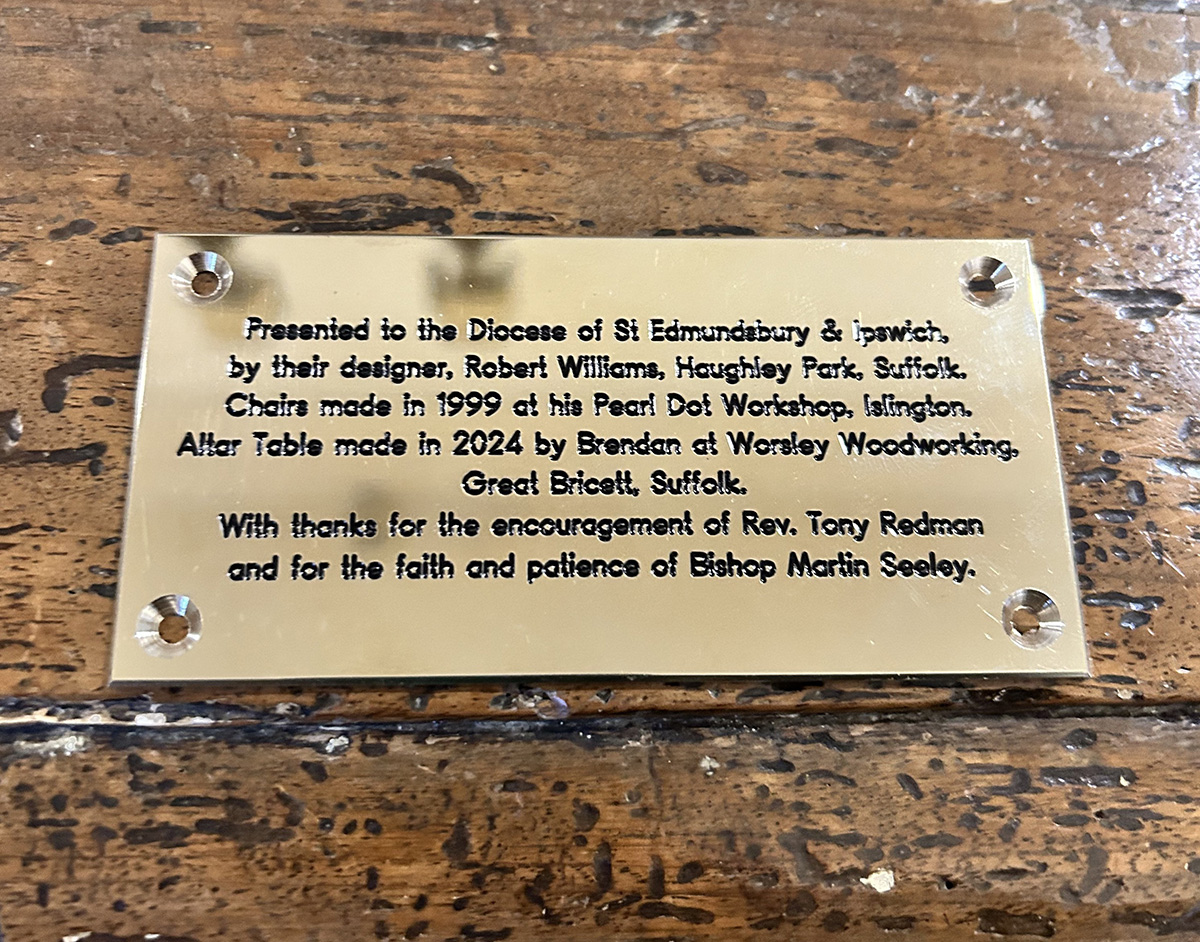 Presented to the Diocese of St Edmundsbury & Ipswich,
by their designer, Robert Williams, Haughley Park, Suffolk.
Chairs made in 1999 at his Pearl Dot Workshop, Islington.
Altar Table made in 2024 by Brendan at Worsley Woodworking,
Great Bricett, Suffolk.
With thanks for the encouragement of Rev. Tony Redman
and for the faith and patience of Bishop Martin Seeley.